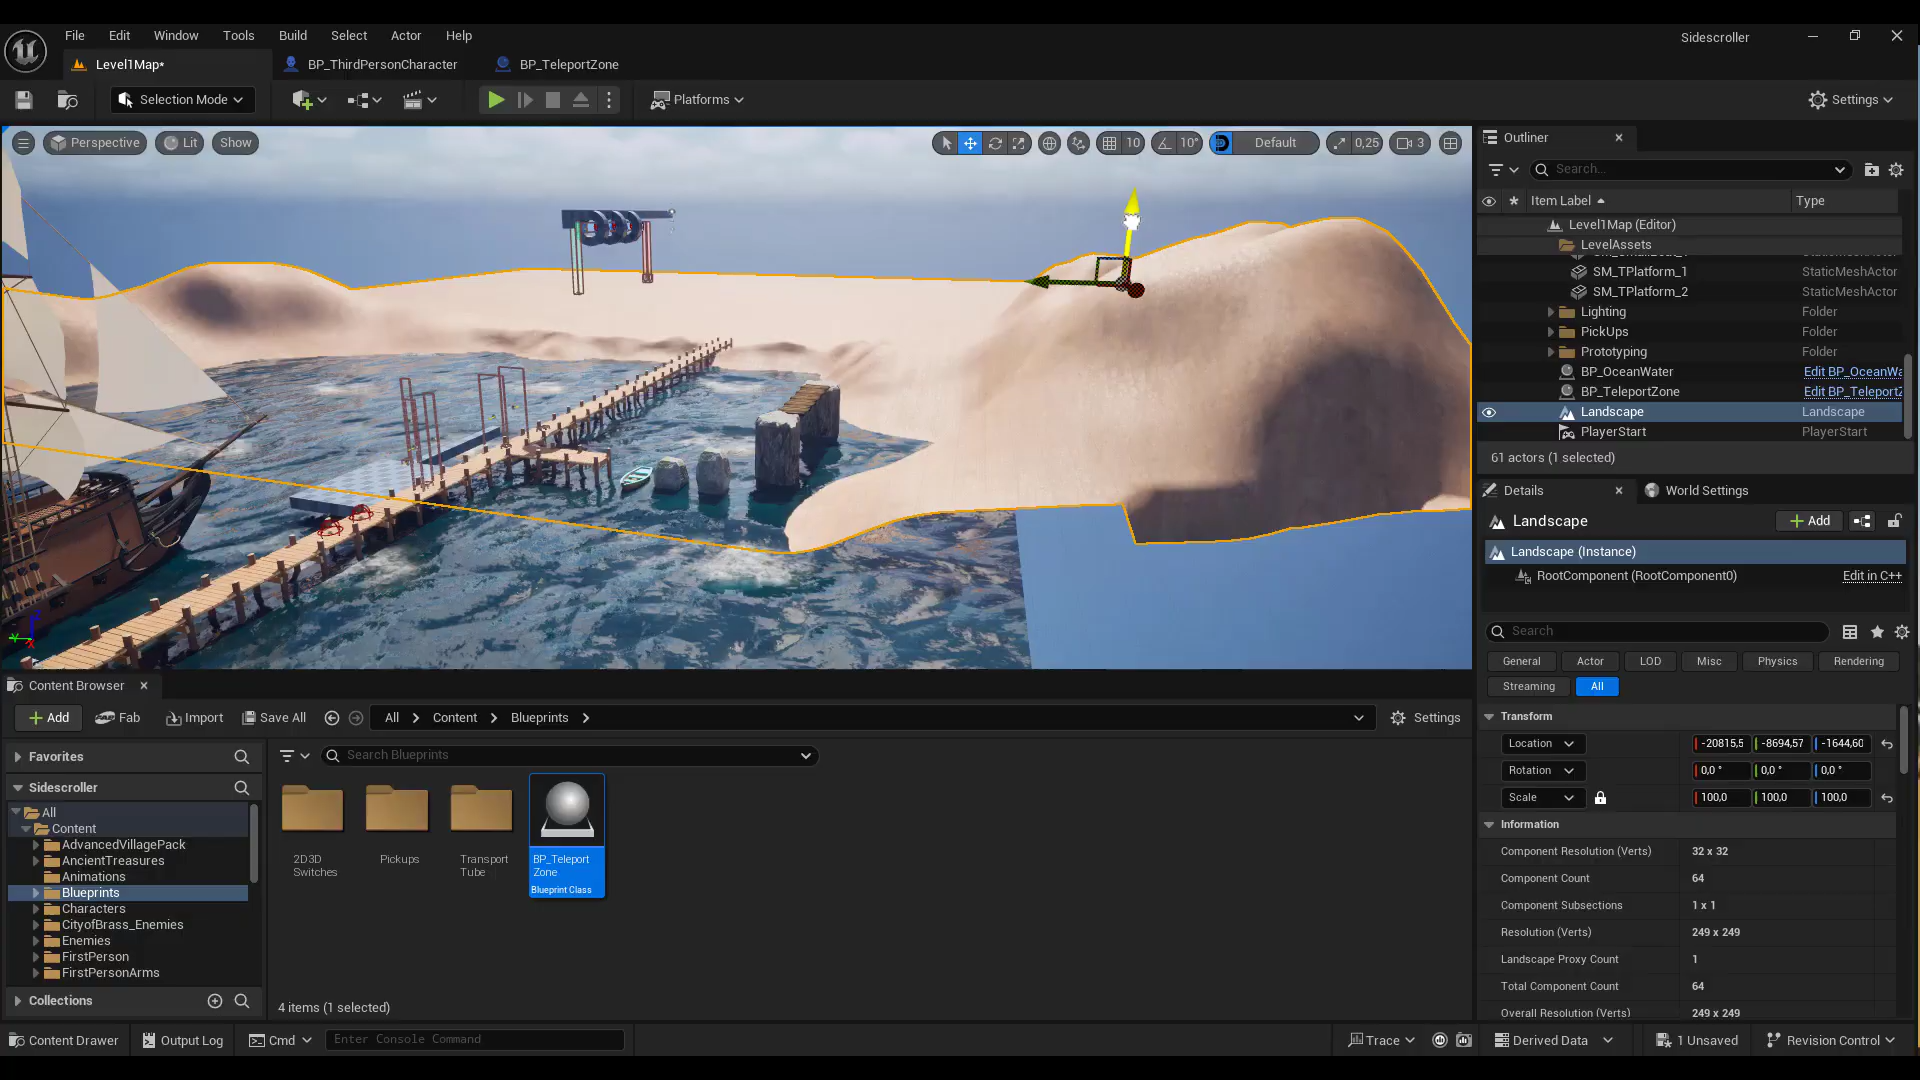 File Edit Window Tools Build Select Actor Help
Sidescroller
Level1Map*
BP_ThirdPersonCharacter
BP_TeleportZone
Selection Mode
Platforms
Settings
Perspective
Lit
Show
10
10°
Default
0,25
3
Outliner
Search...
Item Label
Type
Level1Map (Editor)
LevelAssets
SM_TPlatform_1 StaticMeshActor
SM_TPlatform_2 StaticMeshActor
Lighting Folder
PickUps Folder
Prototyping Folder
BP_OceanWater Edit BP_OceanWa
BP_TeleportZone Edit BP_TeleportZ
Landscape Landscape
PlayerStart PlayerStart
61 actors (1 selected)
Details
World Settings
Landscape
Add
Landscape (Instance)
RootComponent (RootComponent0) Edit in C++
Search
General Actor LOD Misc Physics Rendering
Streaming All
Transform
Location -20815,5 -8694,57 -1644,60
Rotation 0,0 ° 0,0 ° 0,0 °
Scale 100,0 100,0 100,0
Information
Component Resolution (Verts) 32 x 32
Component Count 64
Component Subsections 1 x 1
Resolution (Verts) 249 x 249
Landscape Proxy Count 1
Total Component Count 64
Overall Resolution (Verts) 249 x 249
Content Browser
Add Fab Import Save All All Content Blueprints Settings
Favorites
Search Blueprints
Sidescroller
All
Content
AdvancedVillagePack
AncientTreasures
Animations
Blueprints
Characters
CityofBrass_Enemies
Enemies
FirstPerson
FirstPersonArms
Collections
2D3D
Switches
Pickups
Transport
Tube
BP_Teleport
Zone
Blueprint Class
4 items (1 selected)
Content Drawer Output Log Cmd Enter Console Command Trace Derived Data 1 Unsaved Revision Control